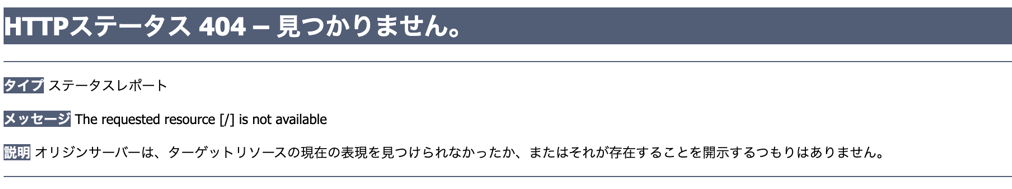 HTTPステータス 404 – 見つかりません。
タイプ ステータスレポート
メッセージ The requested resource [/] is not available
説明 オリジンサーバーは、ターゲットリソースの現在の表現を見つけられなかったか、またはそれが存在することを開示するつもりはありません。